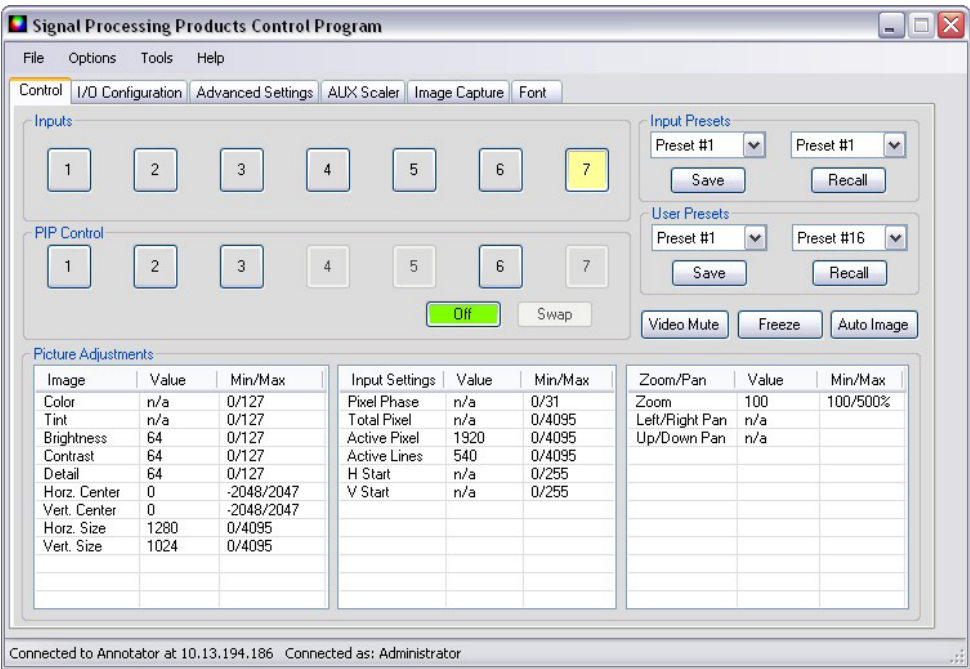 Signal Processing Products Control Program
File Options Tools Help
Control I/O Configuration Advanced Settings AUX Scaler Image Capture Font
Inputs
1 2 3 4 5 6 7
Input Presets
Preset #1 Preset #1
Save Recall
PIP Control
1 2 3 4 5 6 7
Off Swap
User Presets
Preset #1 Preset #16
Save Recall
Video Mute Freeze Auto Image
Picture Adjustments
Image Value Min/Max
Color n/a 0/127
Tint n/a 0/127
Brightness 64 0/127
Contrast 64 0/127
Detail 64 0/127
Horz. Center 0 -2048/2047
Vert. Center 0 -2048/2047
Horz. Size 1280 0/4095
Vert. Size 1024 0/4095
Input Settings Value Min/Max
Pixel Phase n/a 0/31
Total Pixel n/a 0/4095
Active Pixel 1920 0/4095
Active Lines 540 0/4095
H Start n/a 0/255
V Start n/a 0/255
Zoom/Pan Value Min/Max
Zoom 100 100/500%
Left/Right Pan n/a
Up/Down Pan n/a
Connected to Annotator at 10.13.194.186 Connected as: Administrator